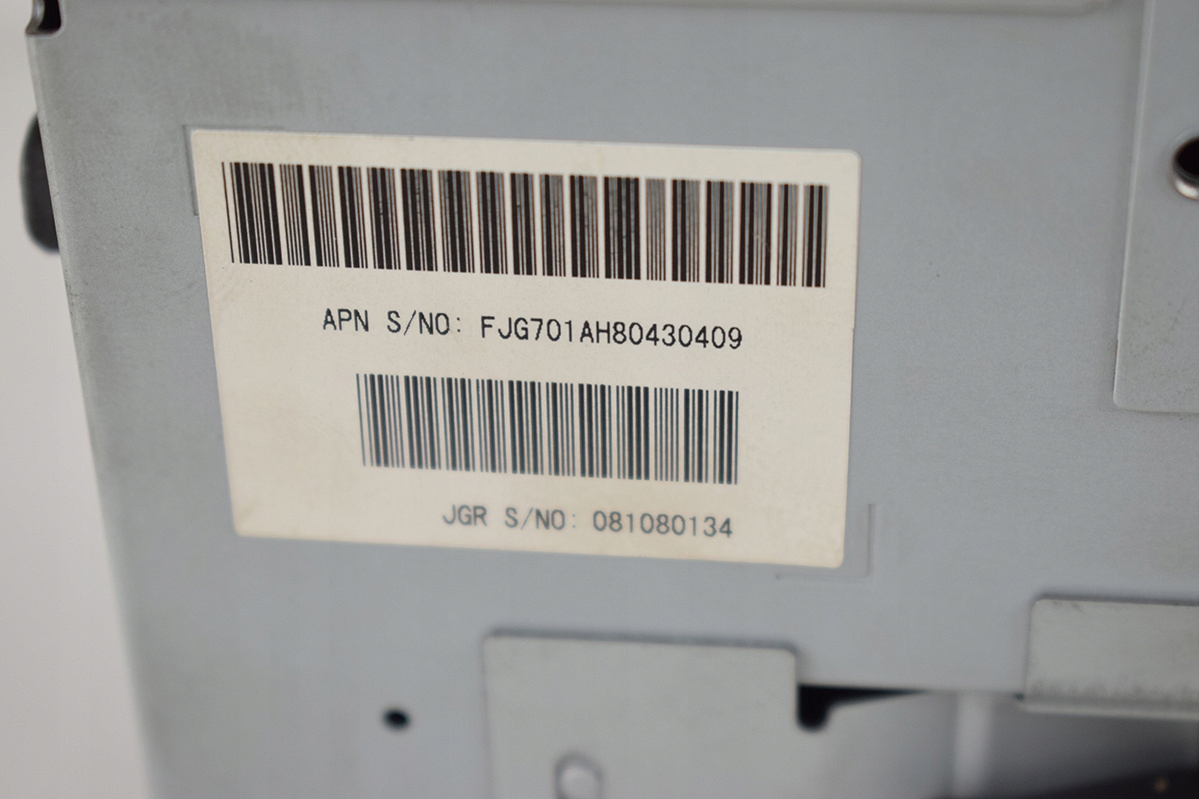 APN S/NO: FJG701AH80430409
JGR S/NO: 081080134